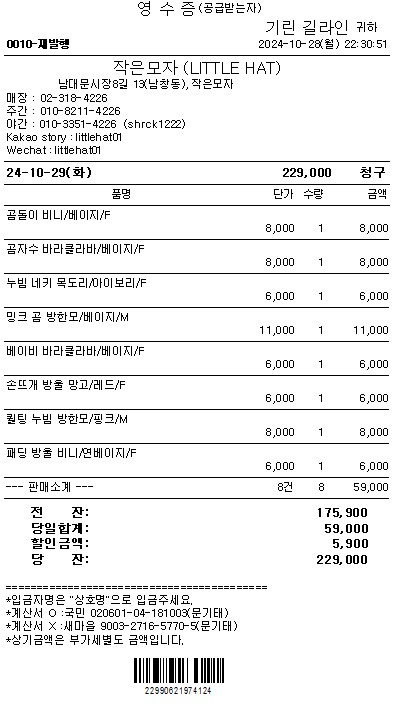 영 수 증(공급받는자)
기린 길라인 귀하
0010-재발행 2024-10-28(월) 22:30:51
작은모자 (LITTLE HAT)
남대문시장8길 13(남창동), 작은모자
매장 : 02-318-4226
주간 : 010-8211-4226
야간 : 010-3351-4226 (shrck1222)
Kakao story : littlehat01
Wechat : littlehat01
24-10-29(화) 229,000 청구
품명 단가 수량 금액
곰돌이 비니/베이지/F
8,000 1 8,000
곰자수 바라클라바/베이지/F
8,000 1 8,000
누빔 네키 목도리/아이보리/F
6,000 1 6,000
밍크 곰 방한모/베이지/M
11,000 1 11,000
베이비 바라클라바/베이지/F
6,000 1 6,000
손뜨개 방울 망고/레드/F
6,000 1 6,000
퀼팅 누빔 방한모/핑크/M
8,000 1 8,000
패딩 방울 비니/연베이지/F
6,000 1 6,000
--- 판매소계 --- 8건 8 59,000
전 잔: 175,900
당일합계: 59,000
할인금액: 5,900
당 잔: 229,000
========================================
*입금자명은 "상호명"으로 입금주세요.
*계산서 O :국민 020601-04-181003(문기태)
*계산서 X :새마을 9003-2716-5770-5(문기태)
*상기금액은 부가세별도 금액입니다.
22990621974124